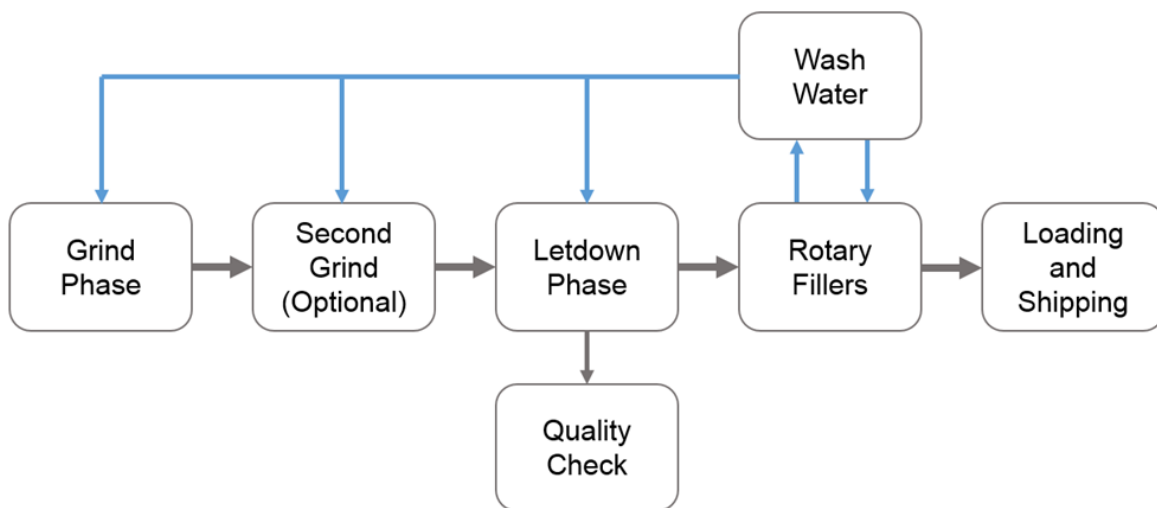 Wash
Water
Grind
Phase
Second
Grind
(Optional)
Letdown
Phase
Rotary
Fillers
Loading
and
Shipping
Quality
Check